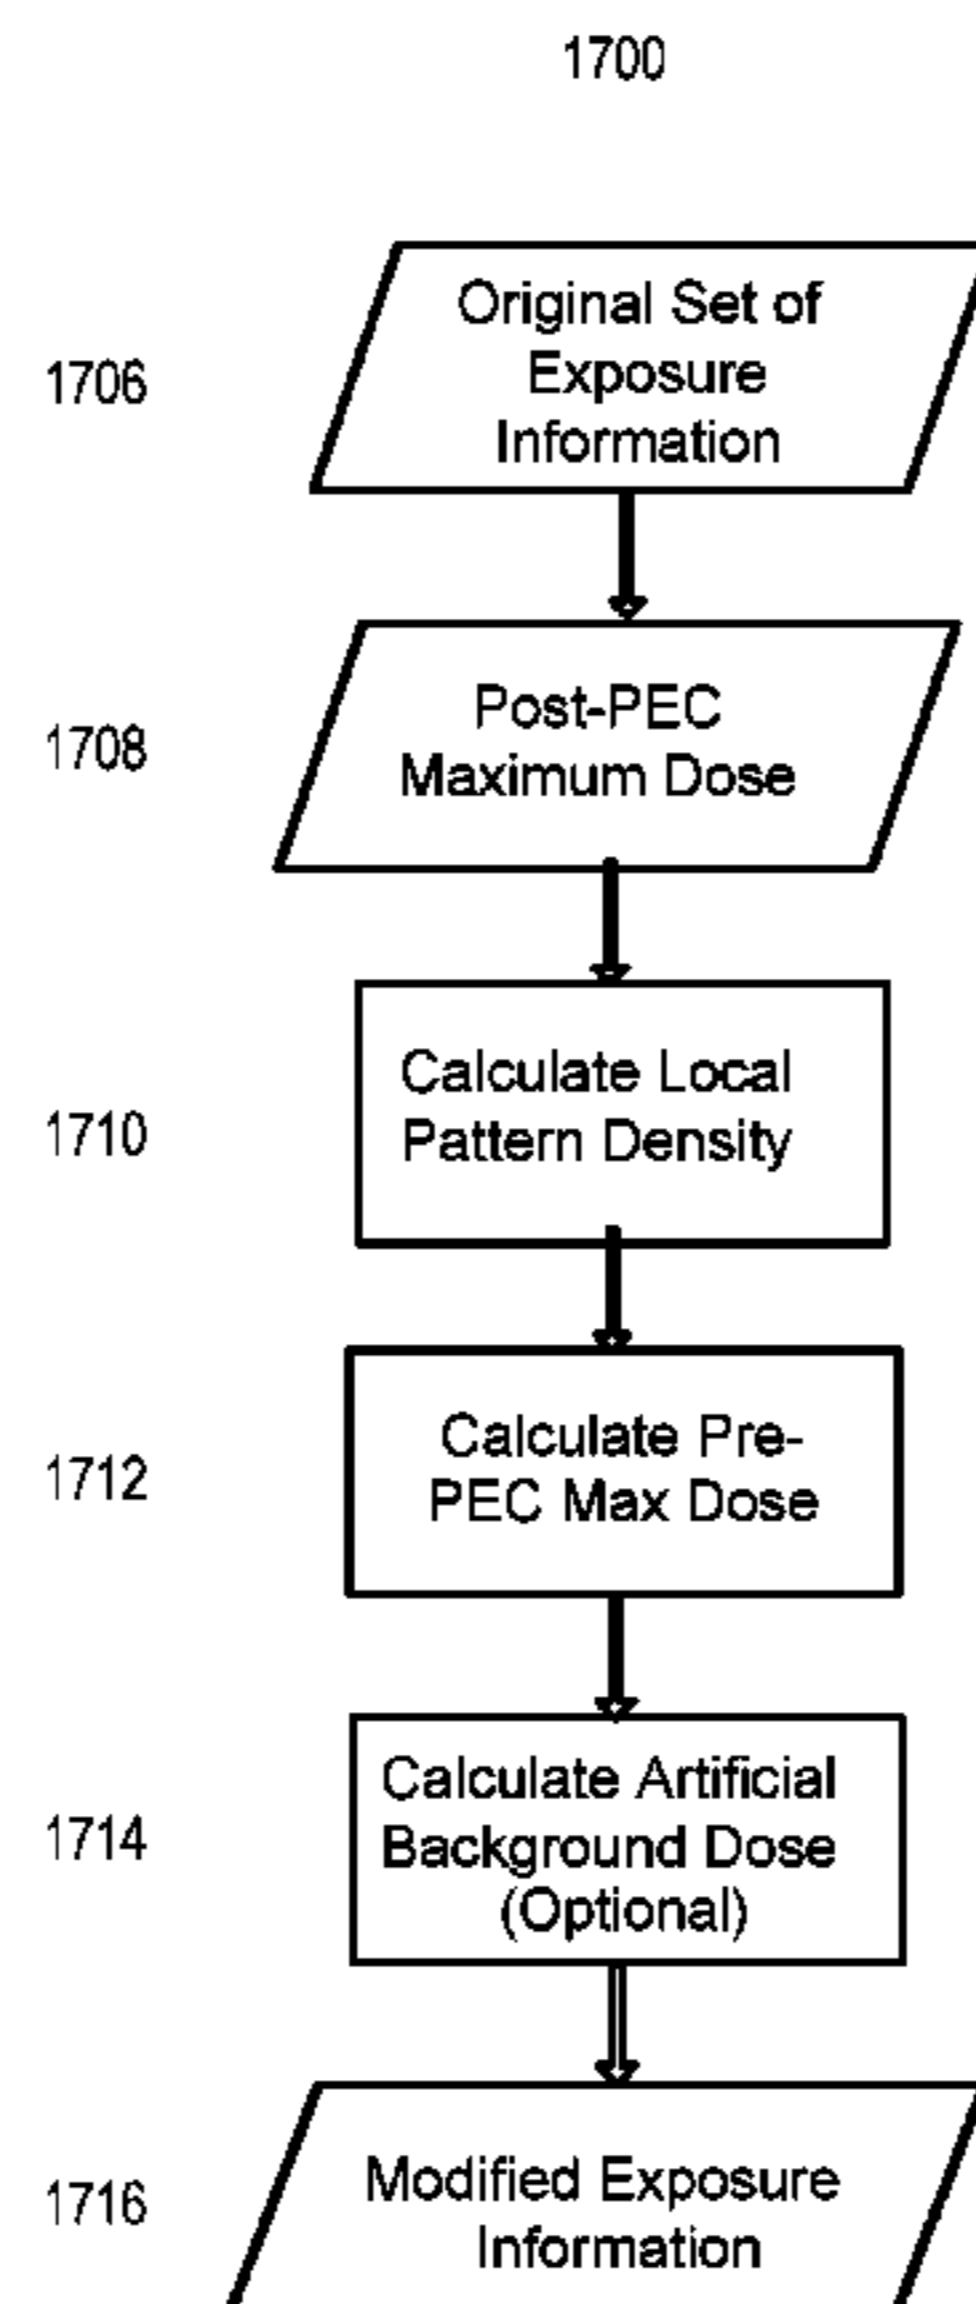 1700
1706
Original Set of
Exposure
Information
1708
Post-PEC
Maximum Dose
1710
Calculate Local
Pattern Density
1712
Calculate Pre-
PEC Max Dose
1714
Calculate Artificial
Background Dose
(Optional)
1716
Modified Exposure
Information